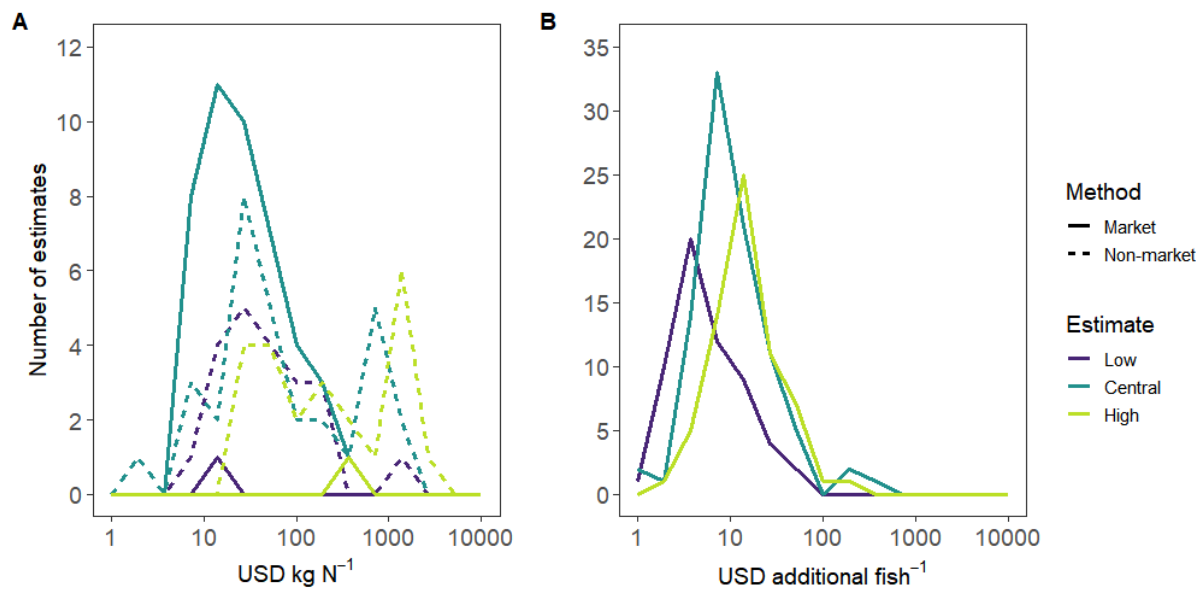 A
12
10
8
6
4
2
0
Number of estimates
1 10 100 1000 10000
USD kg N⁻¹
B
35
30
25
20
15
10
5
0
1 10 100 1000 10000
USD additional fish⁻¹
Method
Market
Non-market
Estimate
Low
Central
High